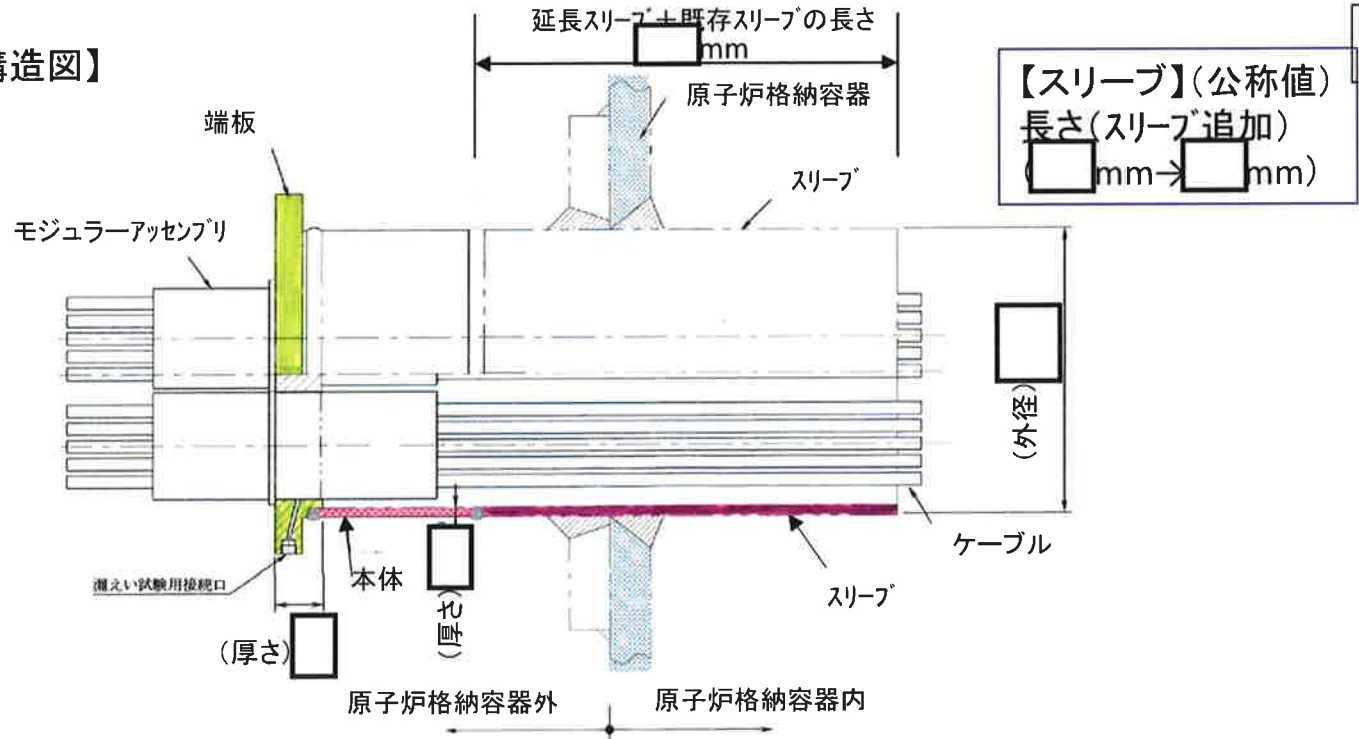 延長スリーブ+既存スリーブの長さ
mm
構造図】
原子炉格納容器
【スリーブ】(公称値)
長さ(スリーブ追加)
( mm→ mm)
端板
スリーブ
モジュラーアッセンブリ
(外径)
ケーブル
漏えい試験用接続口
本体
スリーブ
(厚さ)
(厚さ)
原子炉格納容器外
原子炉格納容器内